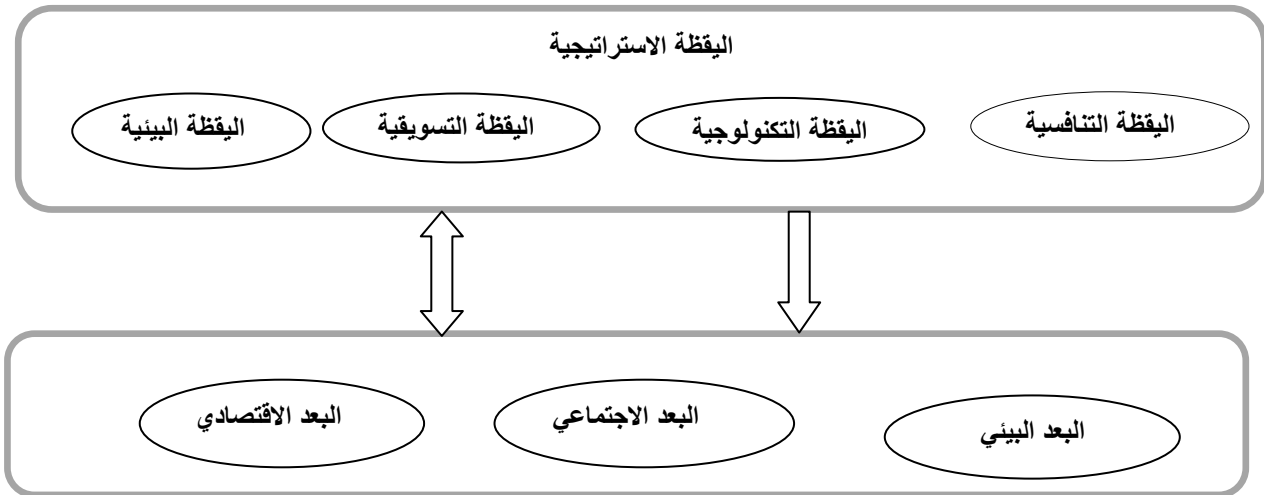 اليقظة الاستراتيجية
اليقظة التنافسية
اليقظة التكنولوجية
اليقظة التسويقية
اليقظة البيئية
البعد البيئي
البعد الاجتماعي
البعد الاقتصادي